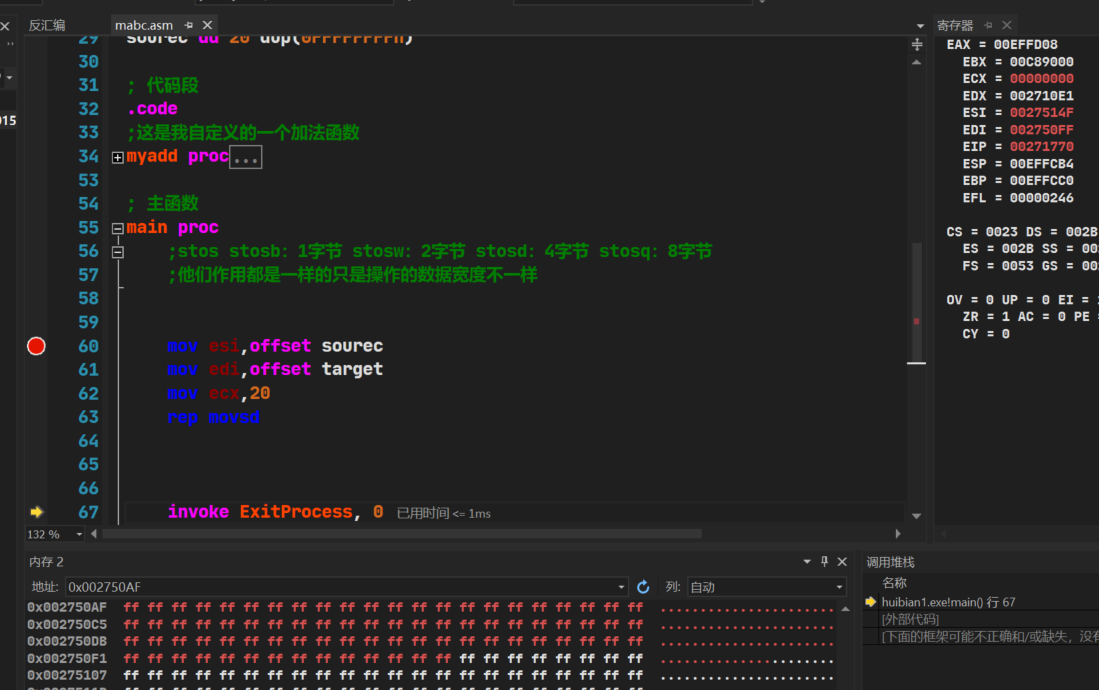 反汇编
mabc.asm
寄存器
015
29 sourec dd 20 dup(0FFFFFFFFh)
30
31 ; 代码段
32 .code
33 ;这是我自定义的一个加法函数
34 myadd proc...
53
54 ; 主函数
55 main proc
56 ;stos stosb: 1字节 stosw: 2字节 stosd: 4字节 stosq: 8字节
57 ;他们作用都是一样的只是操作的数据宽度不一样
58
59
60 mov esi,offset sourec
61 mov edi,offset target
62 mov ecx,20
63 rep movsd
64
65
66
67 invoke ExitProcess, 0 已用时间 <= 1ms
132 %
EAX = 00EFFD08
EBX = 00C89000
ECX = 00000000
EDX = 002710E1
ESI = 0027514F
EDI = 002750FF
EIP = 00271770
ESP = 00EFFCB4
EBP = 00EFFCC0
EFL = 00000246
CS = 0023 DS = 002B
ES = 002B SS = 00
FS = 0053 GS = 00
OV = 0 UP = 0 EI =
ZR = 1 AC = 0 PE =
CY = 0
内存 2
地址: 0x002750AF
列: 自动
0x002750AF ff ff ff ff ff ff ff ff ff ff ff ff ff ff ff ff ff ff ff ff ff ff ......................
0x002750C5 ff ff ff ff ff ff ff ff ff ff ff ff ff ff ff ff ff ff ff ff ff ff ......................
0x002750DB ff ff ff ff ff ff ff ff ff ff ff ff ff ff ff ff ff ff ff ff ff ff ......................
0x002750F1 ff ff ff ff ff ff ff ff ff ff ff ff ff ff ff ff ff ff ff ff ff ff ......................
0x00275107 ff ff ff ff ff ff ff ff ff ff ff ff ff ff ff ff ff ff ff ff ff ff ......................
调用堆栈
名称
huibian1.exe!main() 行 67
[外部代码]
[下面的框架可能不正确和/或缺失，没有